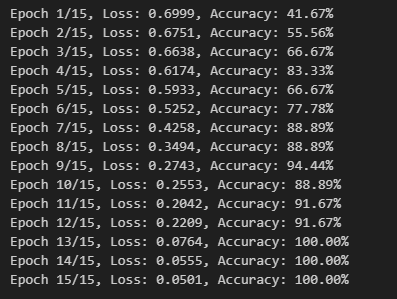 Epoch 1/15, Loss: 0.6999, Accuracy: 41.67%
Epoch 2/15, Loss: 0.6751, Accuracy: 55.56%
Epoch 3/15, Loss: 0.6638, Accuracy: 66.67%
Epoch 4/15, Loss: 0.6174, Accuracy: 83.33%
Epoch 5/15, Loss: 0.5933, Accuracy: 66.67%
Epoch 6/15, Loss: 0.5252, Accuracy: 77.78%
Epoch 7/15, Loss: 0.4258, Accuracy: 88.89%
Epoch 8/15, Loss: 0.3494, Accuracy: 88.89%
Epoch 9/15, Loss: 0.2743, Accuracy: 94.44%
Epoch 10/15, Loss: 0.2553, Accuracy: 88.89%
Epoch 11/15, Loss: 0.2042, Accuracy: 91.67%
Epoch 12/15, Loss: 0.2209, Accuracy: 91.67%
Epoch 13/15, Loss: 0.0764, Accuracy: 100.00%
Epoch 14/15, Loss: 0.0555, Accuracy: 100.00%
Epoch 15/15, Loss: 0.0501, Accuracy: 100.00%